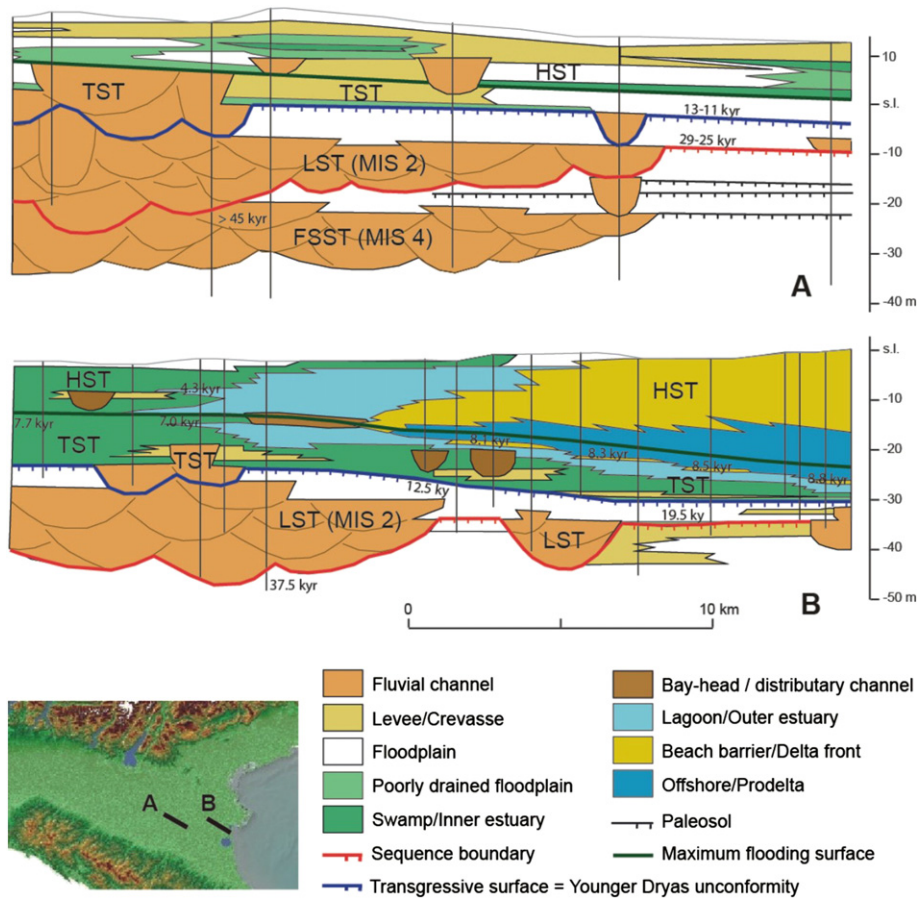 TST
TST
HST
13-11 kyr
29-25 kyr
LST (MIS 2)
> 45 kyr
FSST (MIS 4)
A
10
s.l.
-10
-20
-30
-40 m
HST
4.3 kyr
7.7 kyr
7.0 kyr
TST
TST
HST
8.1 kyr
8.3 kyr
8.5 kyr
8.8 kyr
TST
12.5 ky
19.5 ky
LST (MIS 2)
LST
37.5 kyr
B
s.l.
-10
-20
-30
-40
-50 m
0
10 km
A
B
Fluvial channel
Levee/Crevasse
Floodplain
Poorly drained floodplain
Swamp/Inner estuary
Sequence boundary
Transgressive surface = Younger Dryas unconformity
Bay-head / distributary channel
Lagoon/Outer estuary
Beach barrier/Delta front
Offshore/Prodelta
Paleosol
Maximum flooding surface